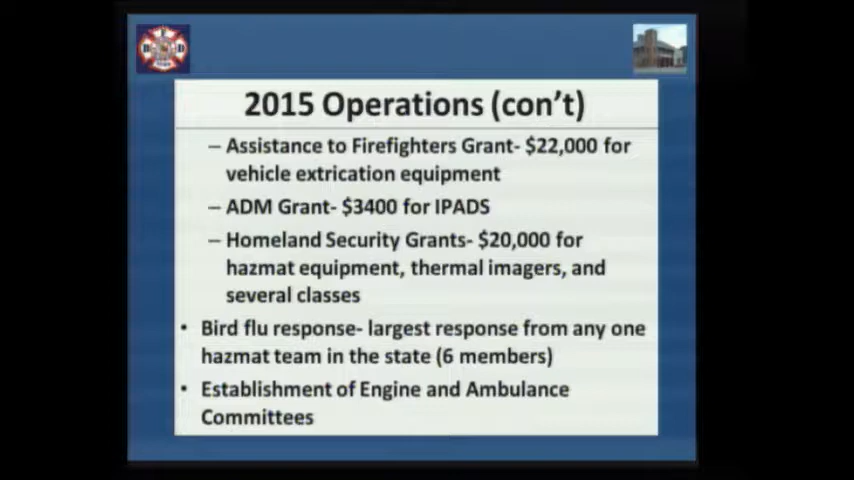 2015 Operations (con't)
– Assistance to Firefighters Grant- $22,000 for
vehicle extrication equipment
– ADM Grant- $3400 for IPADS
– Homeland Security Grants- $20,000 for
hazmat equipment, thermal imagers, and
several classes
• Bird flu response- largest response from any one
hazmat team in the state (6 members)
• Establishment of Engine and Ambulance
Committees